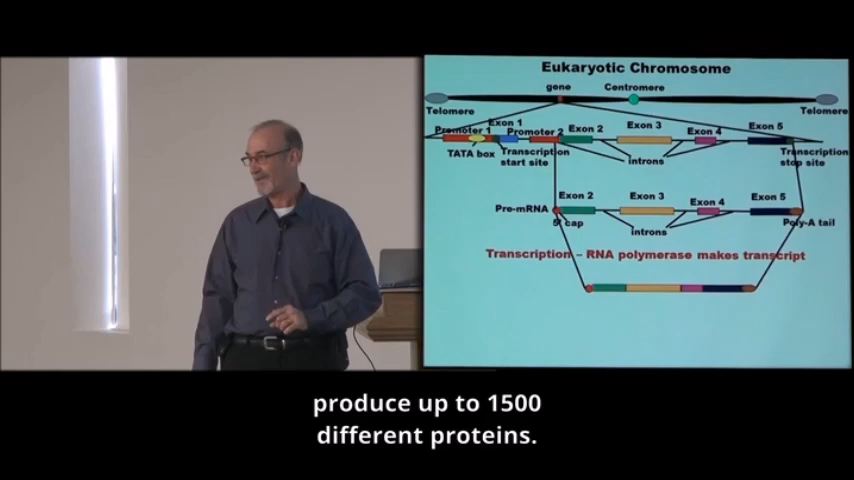 Eukaryotic Chromosome
gene
Centromere
Telomere
Telomere
Promoter 1
Exon 1
Promoter 2
Exon 2
Exon 3
Exon 4
Exon 5
TATA box
Transcription
start site
introns
Transcription
stop site
Pre-mRNA
Exon 2
Exon 3
Exon 4
Exon 5
5' cap
introns
Poly-A tail
Transcription – RNA polymerase makes transcript
produce up to 1500
different proteins.